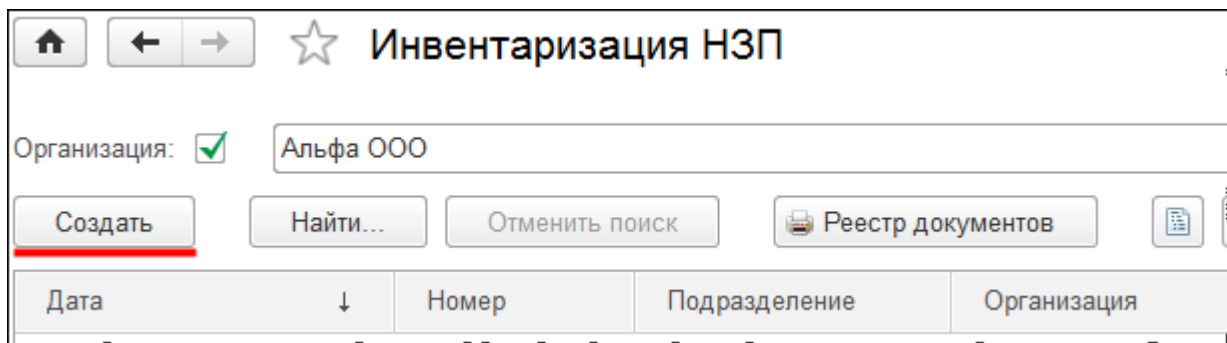 Инвентаризация НЗП
Организация: Альфа ООО
Создать Найти... Отменить поиск Реестр документов
Дата ↓ Номер Подразделение Организация